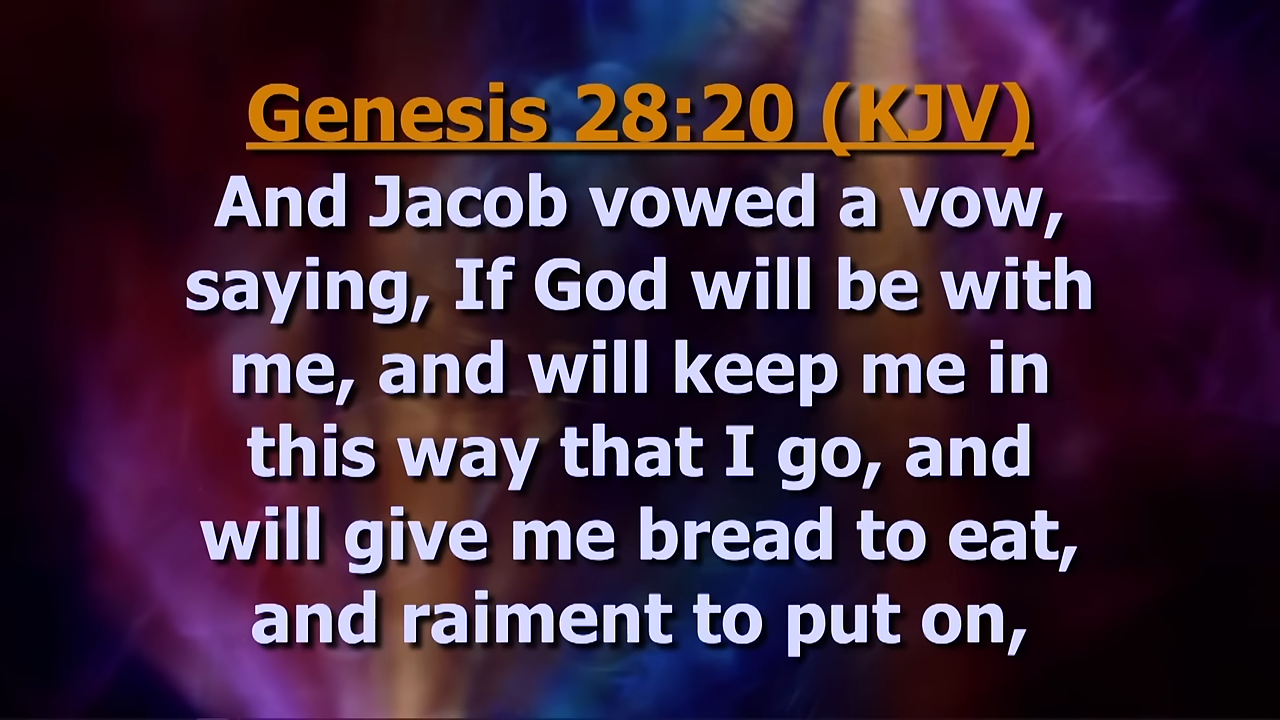 Genesis 28:20 (KJV)
And Jacob vowed a vow,
saying, If God will be with
me, and will keep me in
this way that I go, and
will give me bread to eat,
and raiment to put on,